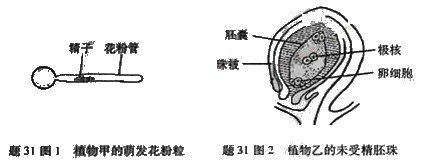 精子 花粉管
胚囊
珠被
极核
卵细胞
题31图1 植物甲的萌发花粉粒
题31图2 植物乙的未受精胚珠